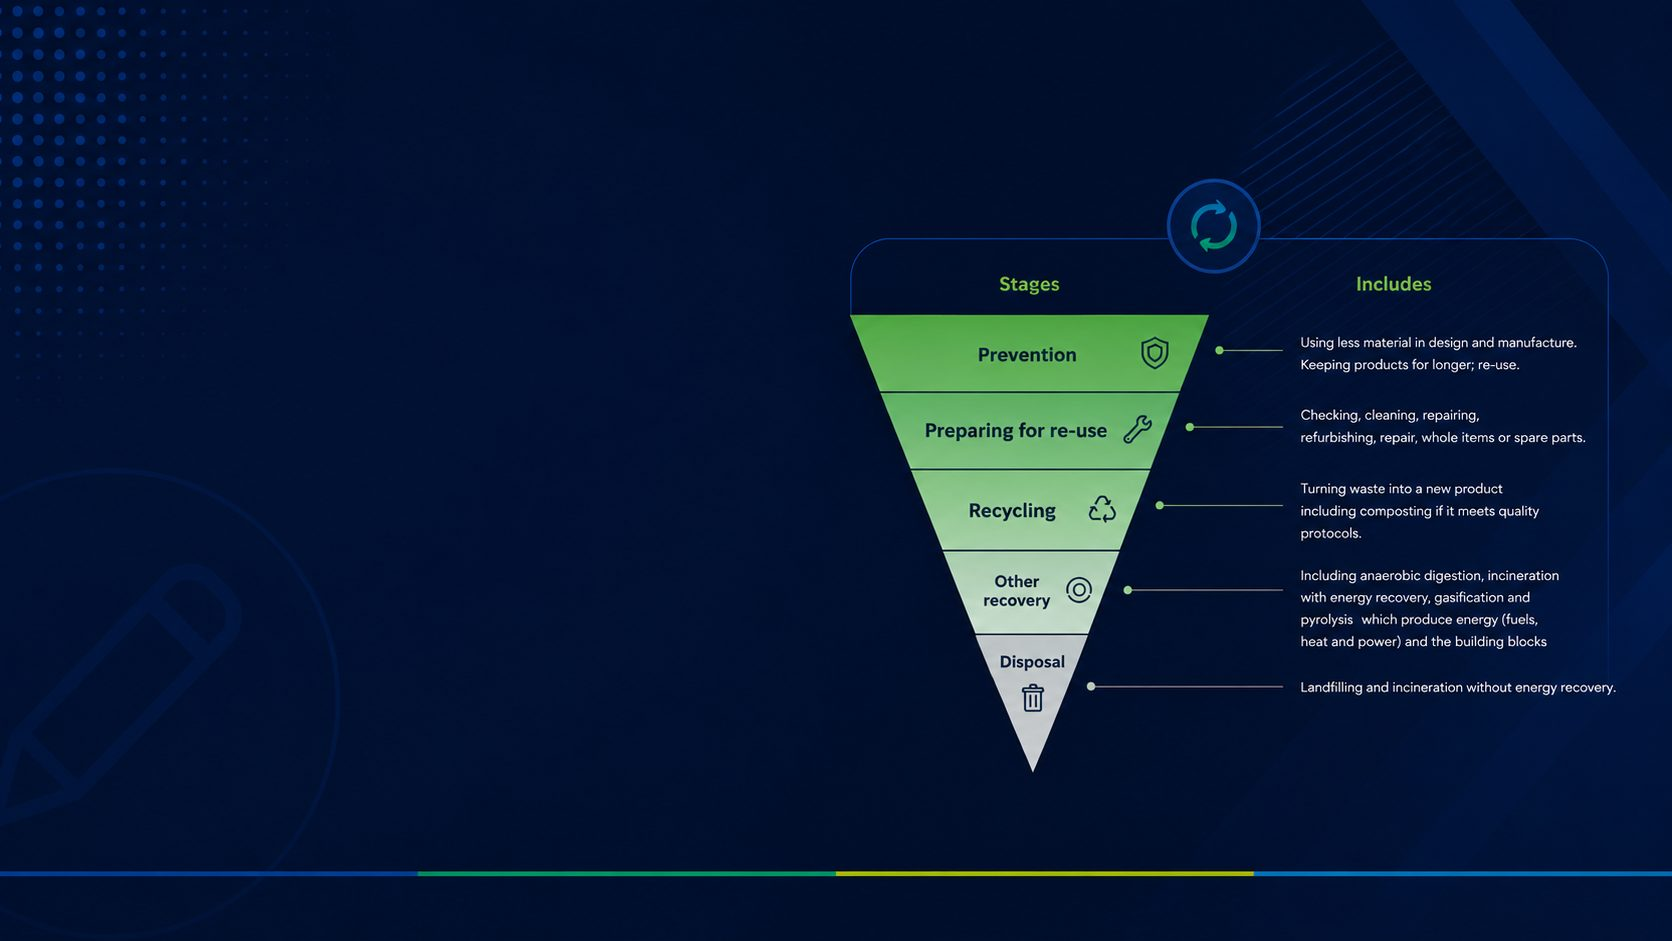 Stages
Includes
Prevention
Using less material in design and manufacture.
Keeping products for longer; re-use.
Preparing for re-use
Checking, cleaning, repairing,
refurbishing, repair, whole items or spare parts.
Recycling
Turning waste into a new product
including composting if it meets quality
protocols.
Other
recovery
Including anaerobic digestion, incineration
with energy recovery, gasification and
pyrolysis which produce energy (fuels,
heat and power) and the building blocks
Disposal
Landfilling and incineration without energy recovery.